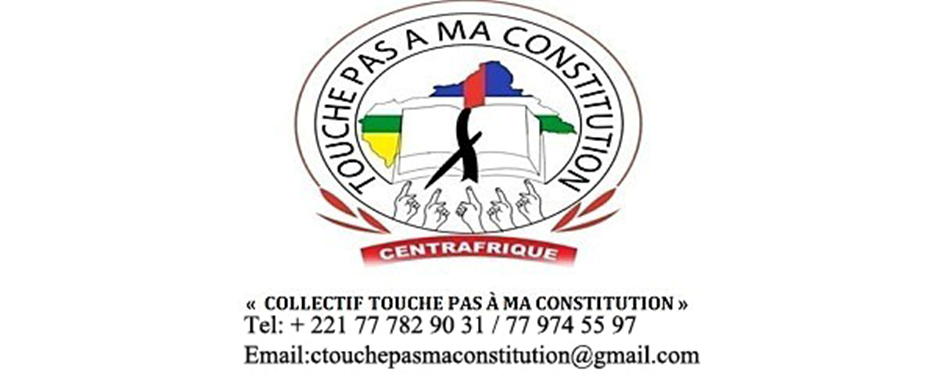 TOUCHE PAS A MA CONSTITUTION
CENTRAFRIQUE
« COLLECTIF TOUCHE PAS À MA CONSTITUTION »
Tel: + 221 77 782 90 31 / 77 974 55 97
Email:ctouchepasmaconstitution@gmail.com